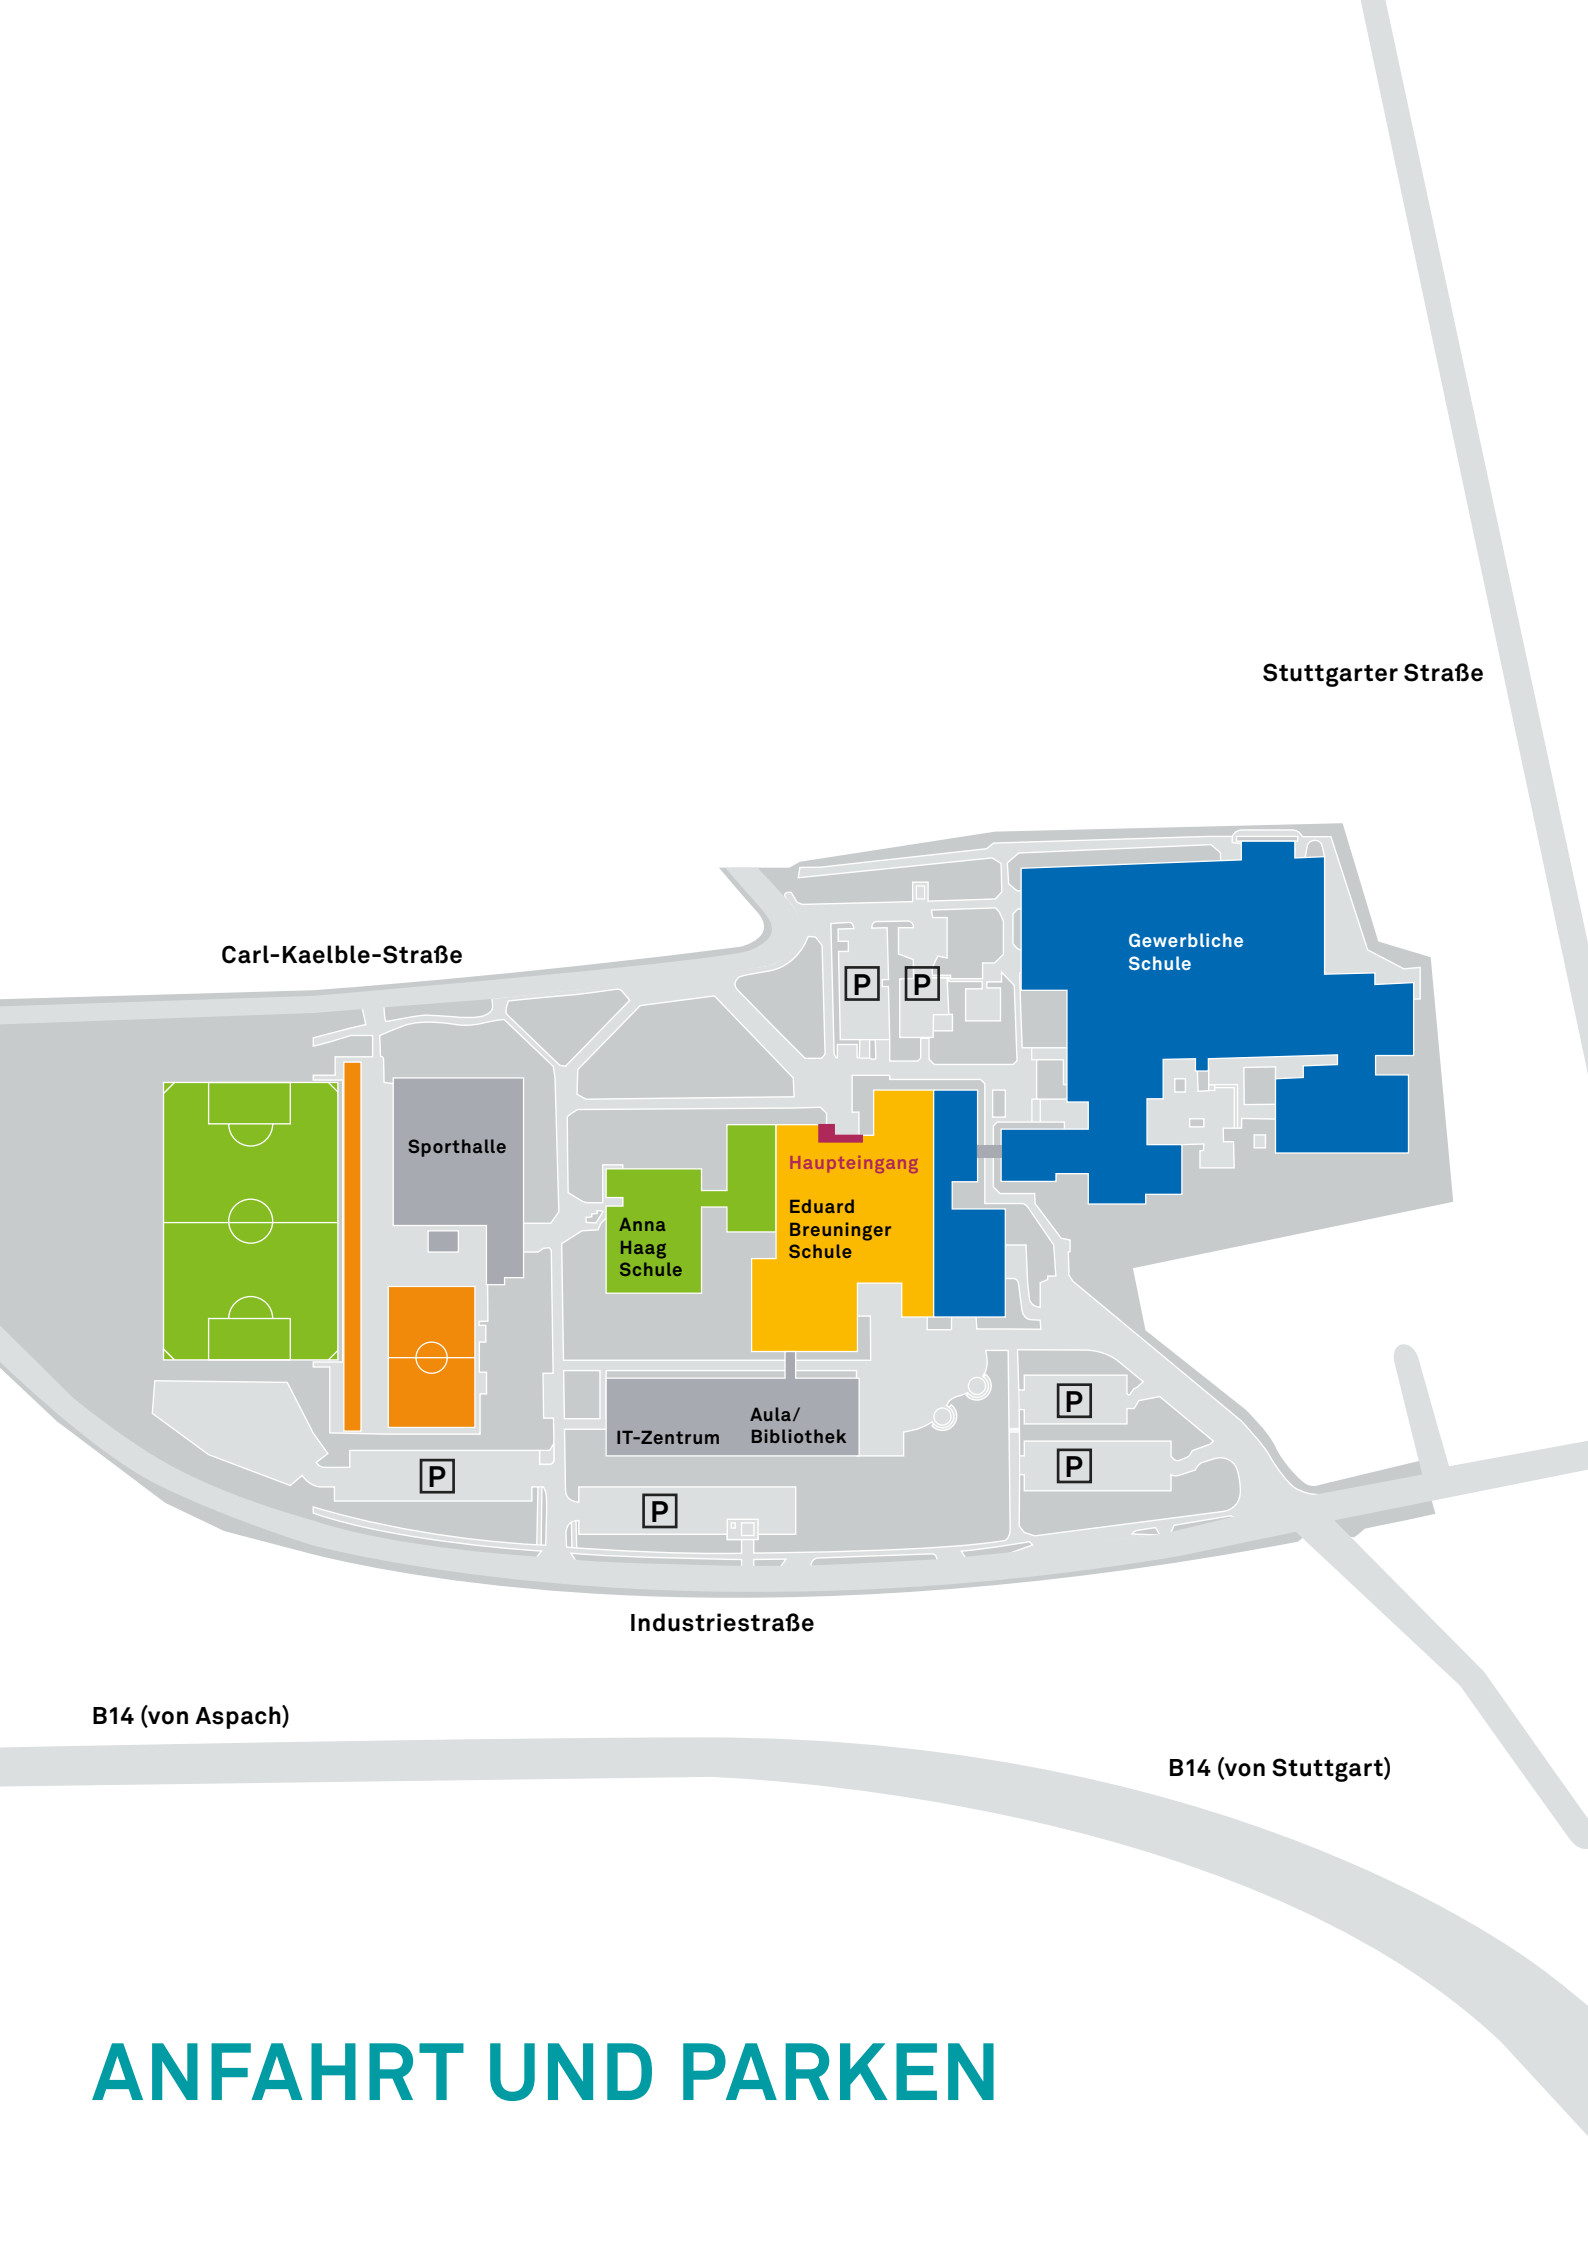 Stuttgarter Straße
Carl-Kaelble-Straße
Gewerbliche
Schule
P
P
Sporthalle
Haupteingang
Eduard
Breuninger
Schule
Anna
Haag
Schule
P
Aula/
Bibliothek
IT-Zentrum
P
P
P
Industriestraße
B14 (von Aspach)
B14 (von Stuttgart)
ANFAHRT UND PARKEN